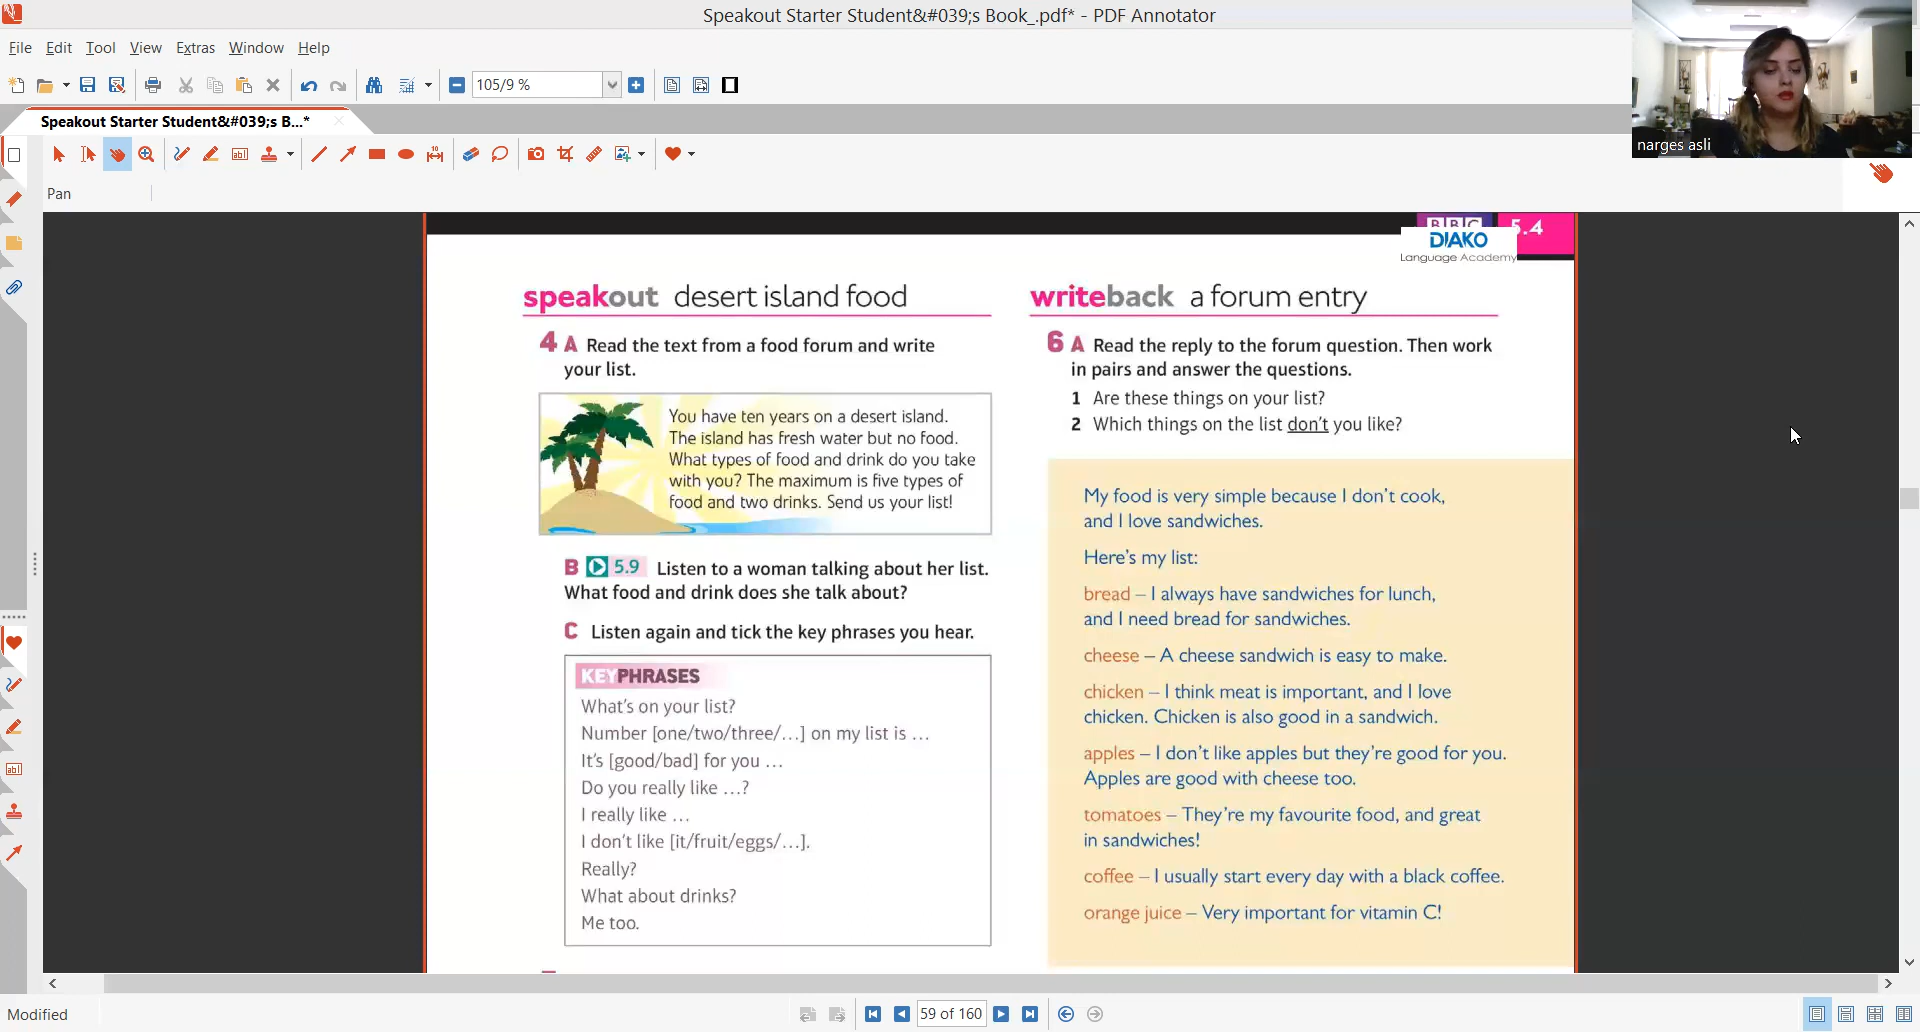 Speakout Starter Student&#039;s Book_.pdf* - PDF Annotator
File Edit Tool View Extras Window Help
105/9 %
Speakout Starter Student&#039;s B...*
narges asli
Pan
BBC 5.4
DIAKO
Language Academy
speakout desert island food
4 A Read the text from a food forum and write
your list.
You have ten years on a desert island.
The island has fresh water but no food.
What types of food and drink do you take
with you? The maximum is five types of
food and two drinks. Send us your list!
B 5.9 Listen to a woman talking about her list.
What food and drink does she talk about?
C Listen again and tick the key phrases you hear.
KEYPHRASES
What's on your list?
Number [one/two/three/...] on my list is ...
It's [good/bad] for you ...
Do you really like ...?
I really like ...
I don't like [it/fruit/eggs/...].
Really?
What about drinks?
Me too.
writeback a forum entry
6 A Read the reply to the forum question. Then work
in pairs and answer the questions.
1 Are these things on your list?
2 Which things on the list don't you like?
My food is very simple because I don't cook,
and I love sandwiches.
Here's my list:
bread – I always have sandwiches for lunch,
and I need bread for sandwiches.
cheese – A cheese sandwich is easy to make.
chicken – I think meat is important, and I love
chicken. Chicken is also good in a sandwich.
apples – I don't like apples but they're good for you.
Apples are good with cheese too.
tomatoes – They're my favourite food, and great
in sandwiches!
coffee – I usually start every day with a black coffee.
orange juice – Very important for vitamin C!
Modified
59 of 160